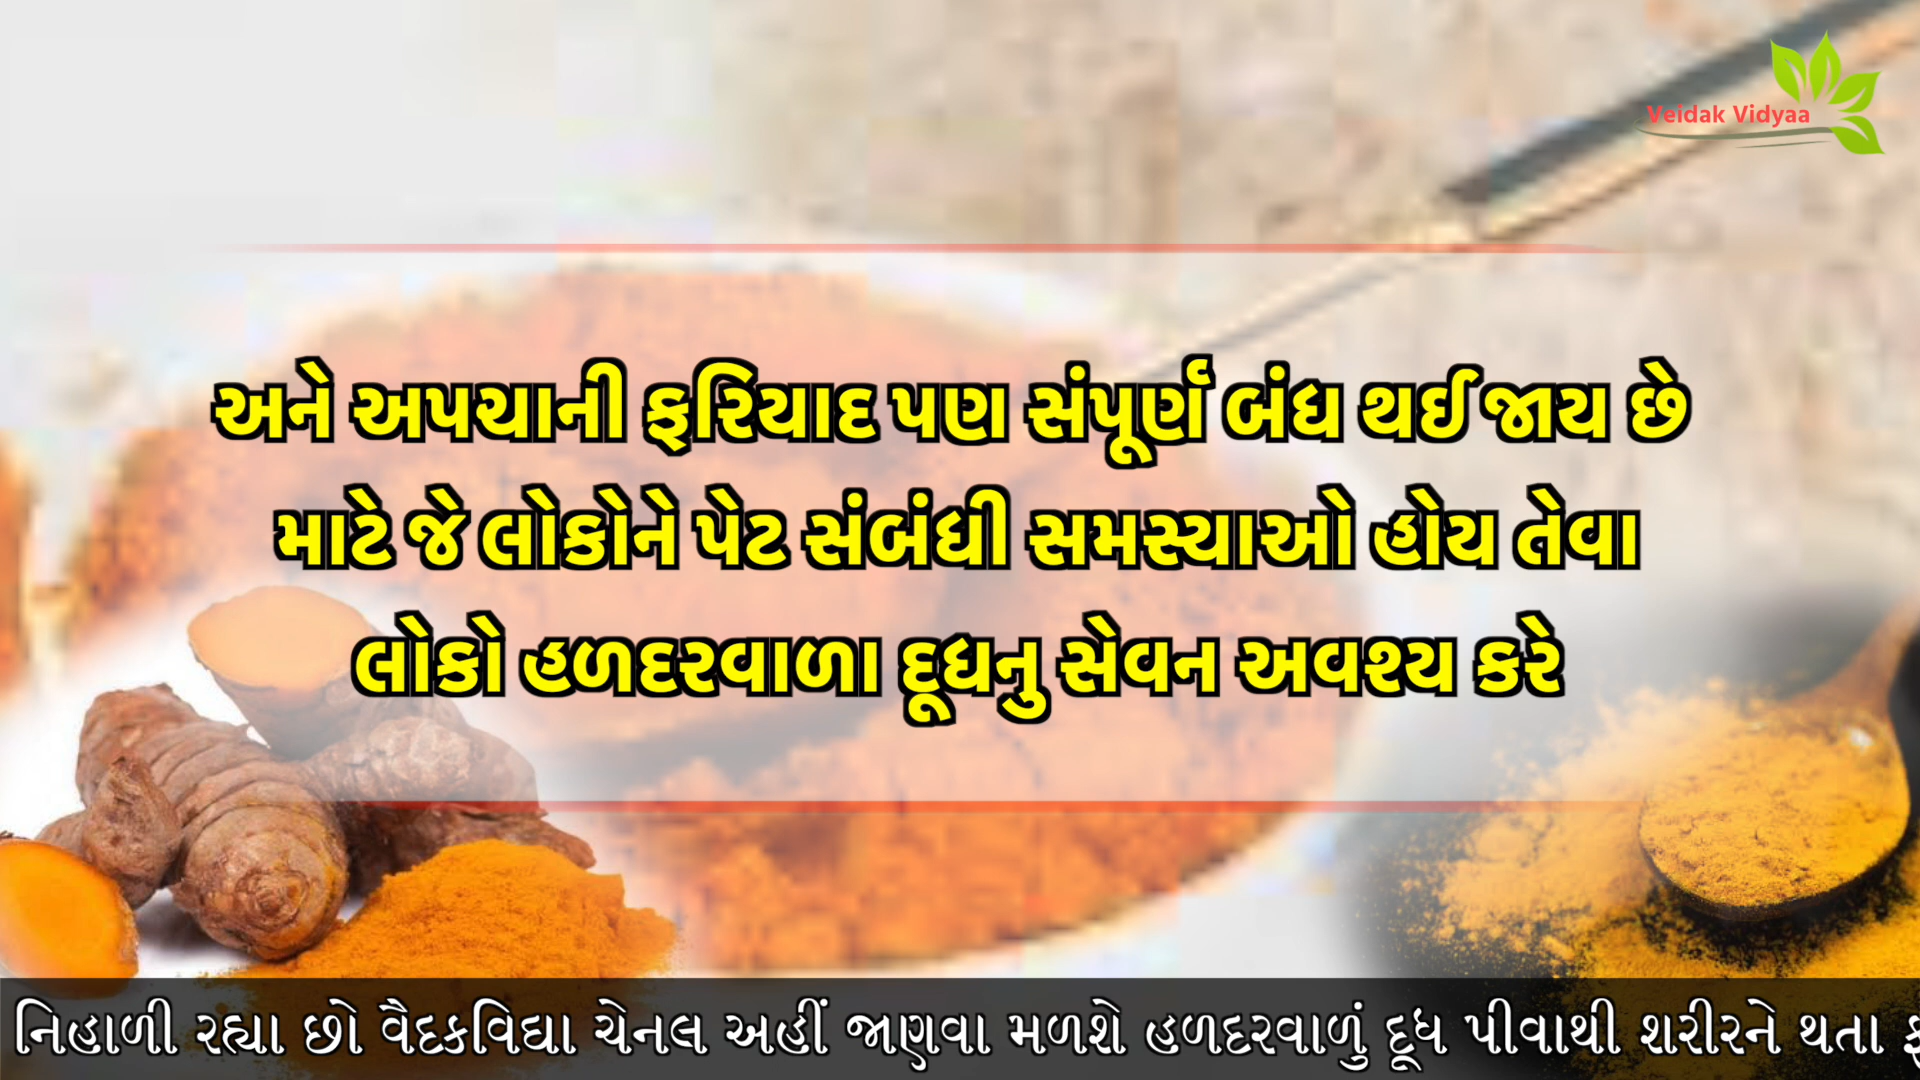 Veidak Vidyaa
અને અપચાની ફરિયાદ પણ સંપૂર્ણ બંધ થઈ જાય છે
માટે જે લોકોને પેટ સંબંધી સમસ્યાઓ હોય તેવા
લોકો હળદરવાળા દૂધનુ સેવન અવશ્ય કરે
નિહાળી રહ્યા છો વૈદકવિદ્યા ચેનલ અહીં જાણવા મળશે હળદરવાળું દૂધ પીવાથી શરીરને થતા